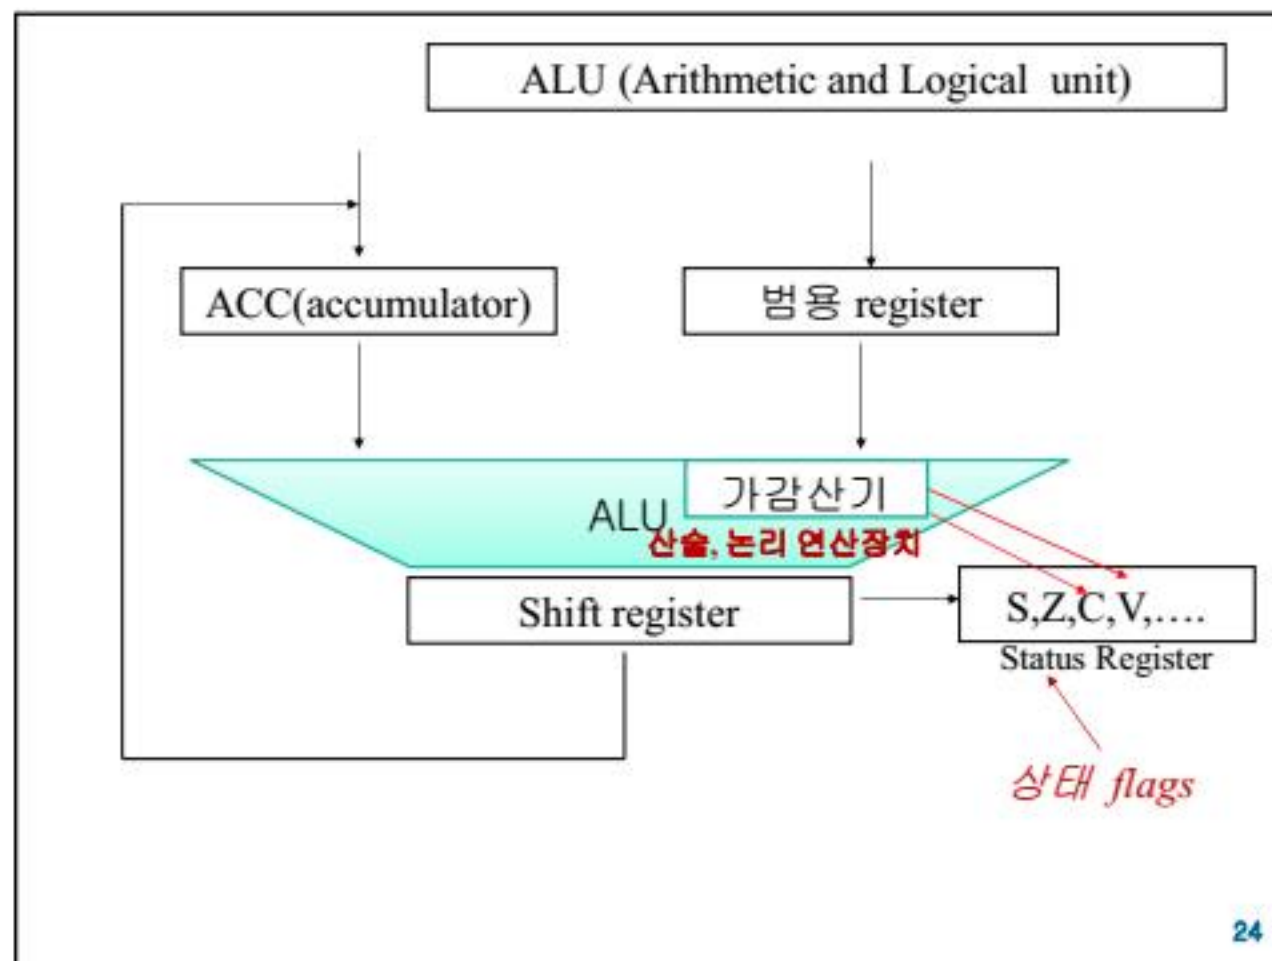 ALU (Arithmetic and Logical unit)
ACC(accumulator)
범용 register
가감산기
ALU
산술, 논리 연산장치
Shift register
S,Z,C,V,....
Status Register
상태 flags
24